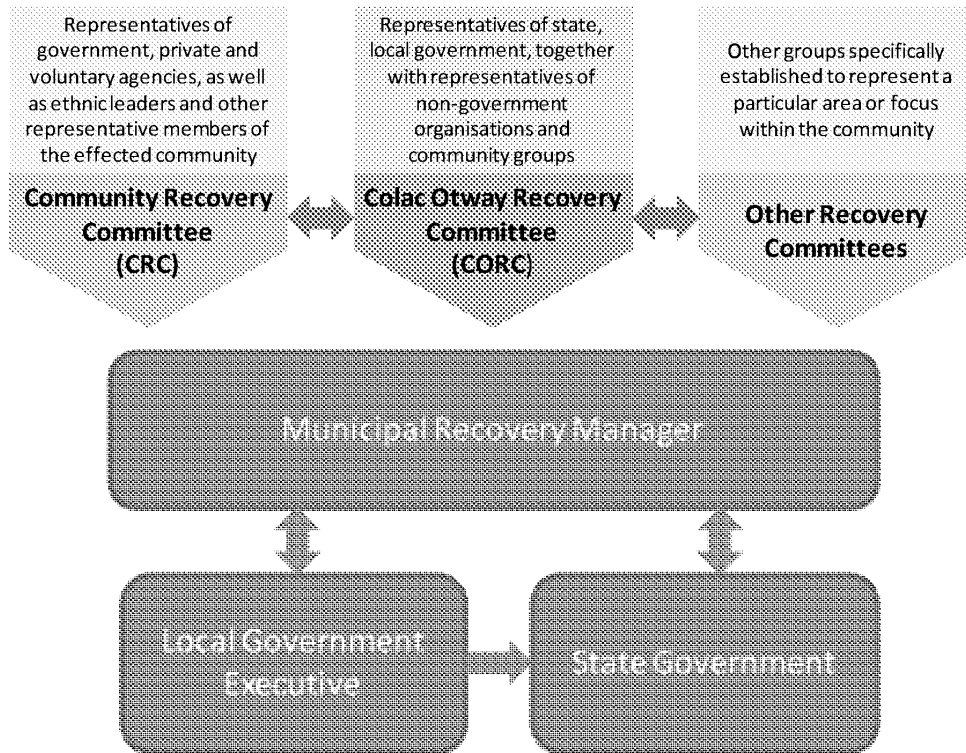 Representatives of
government, private and
voluntary agencies, as well
as ethnic leaders and other
representative members of
the effected community
Community Recovery
Committee
(CRC)
Representatives of state,
local government, together
with representatives of
non-government
organisations and
community groups
Colac Otway Recovery
Committee
(CORC)
Other groups specifically
established to represent a
particular area or focus
within the community
Other Recovery
Committees
Municipal Recovery Manager
Local Government
Executive
State Government